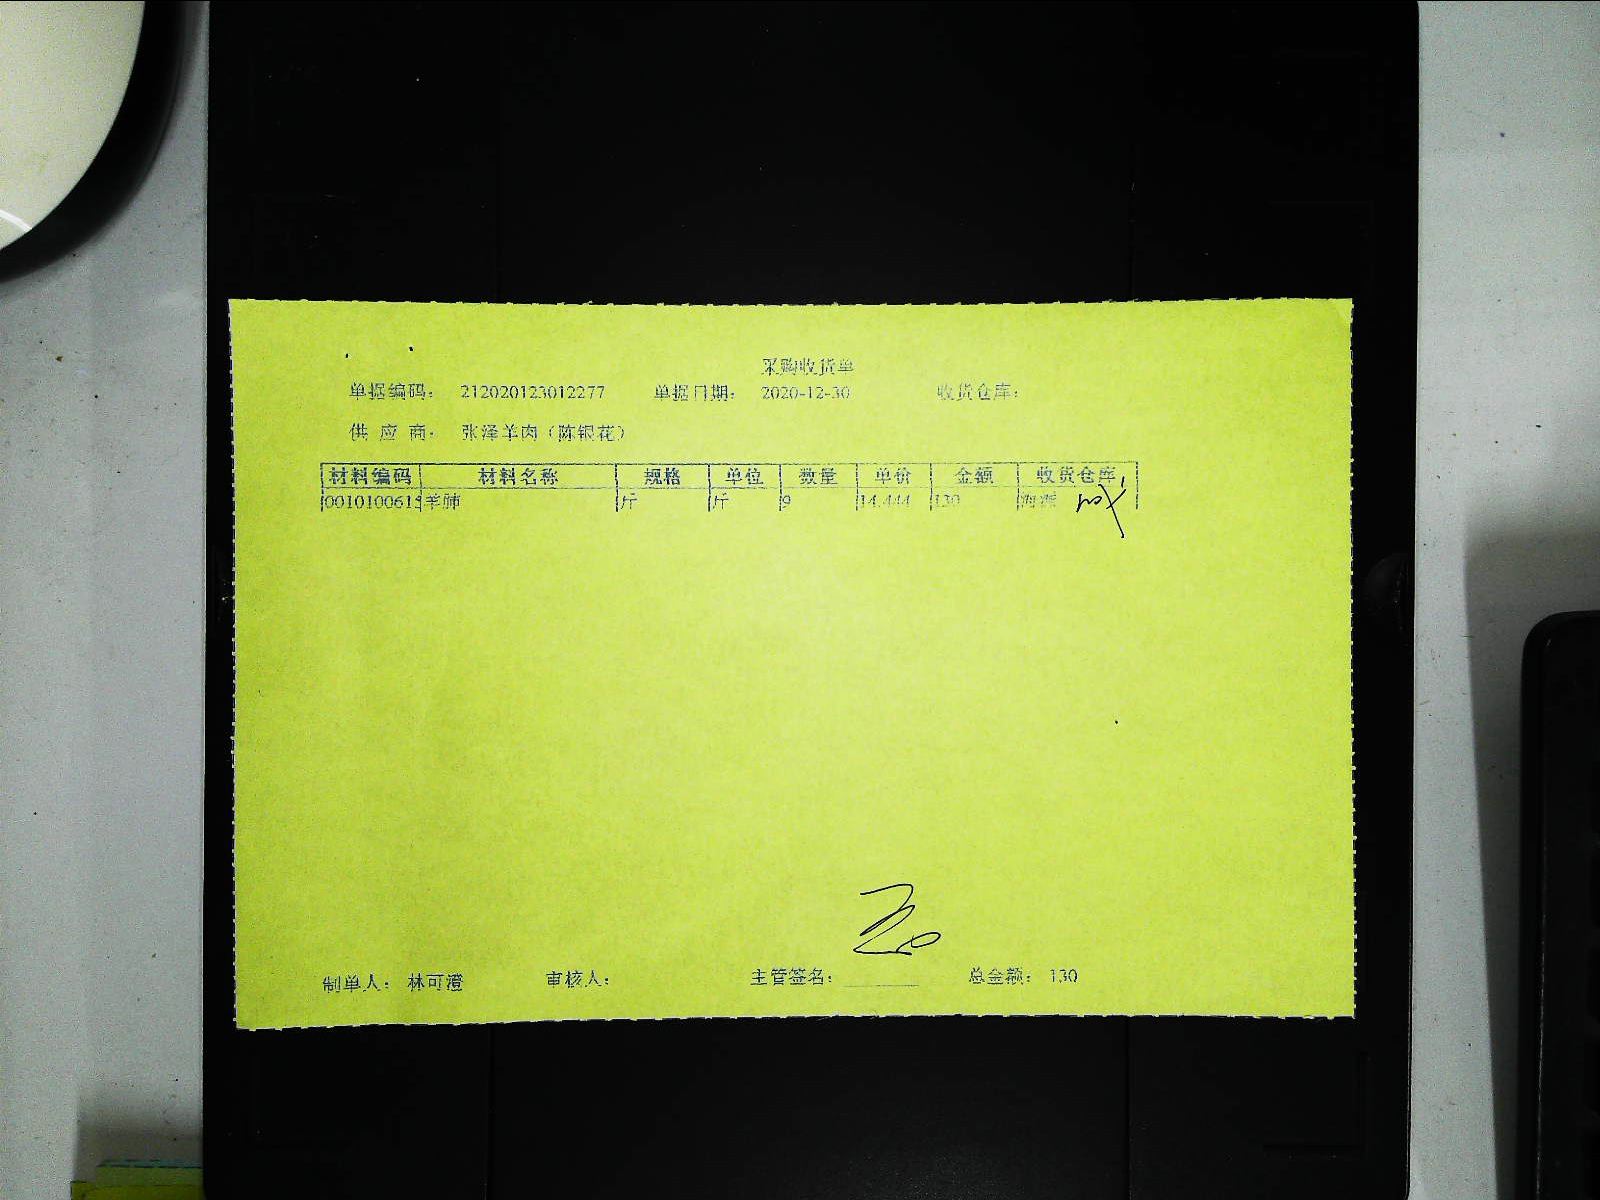 采购收货单
单据编码： 212020123012277 单据日期： 2020-12-30 收货仓库：
供 应 商： 张泽羊肉（陈银花）
材料编码 材料名称 规格 单位 数量 单价 金额 收货仓库
0010100615 羊肺 斤 斤 9 14.444 130
制单人： 林可澄 审核人： 主管签名： 总金额： 130